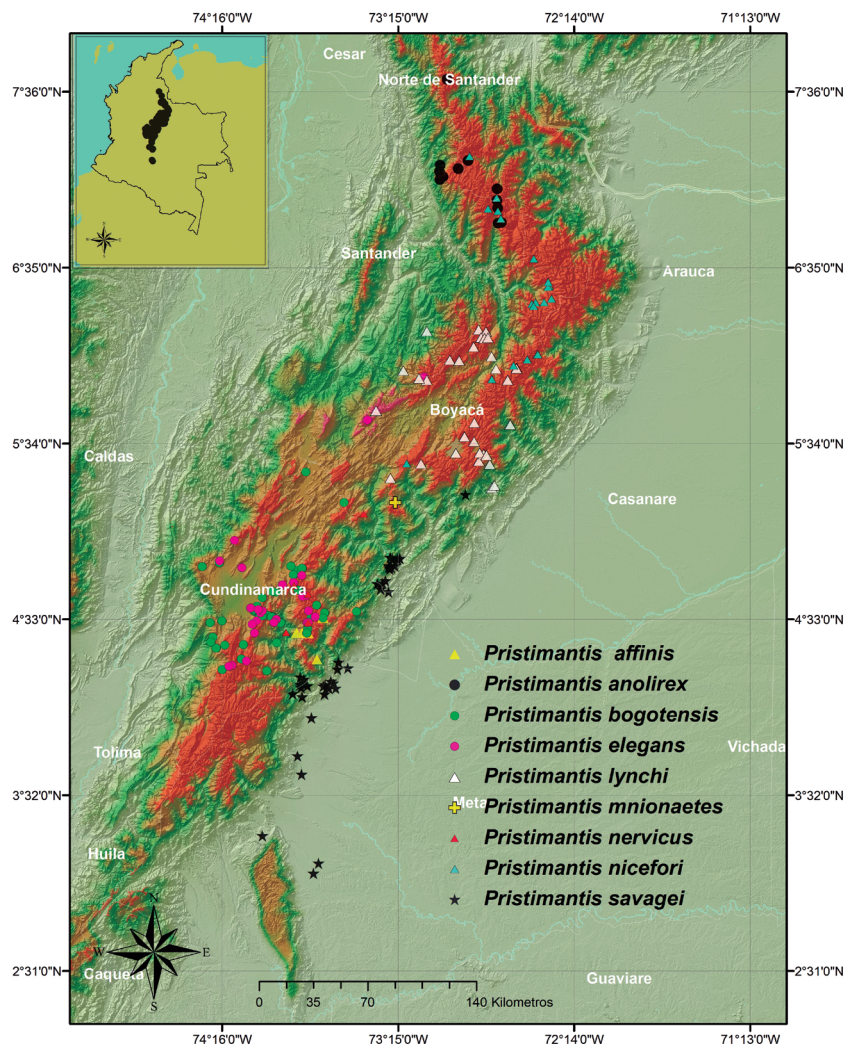 74°16'0"W 73°15'0"W 72°14'0"W 71°13'0"W
Cesar
Norte de Santander
7°36'0"N 7°36'0"N
Santander
6°35'0"N 6°35'0"N
Arauca
Boyacá
5°34'0"N 5°34'0"N
Caldas
Casanare
Cundinamarca
4°33'0"N 4°33'0"N
Pristimantis affinis
Pristimantis anolirex
Pristimantis bogotensis
Pristimantis elegans
Vichada
Tolima
Pristimantis lynchi
3°32'0"N 3°32'0"N
Meta
Pristimantis mnionaetes
Pristimantis nervicus
Huila
Pristimantis nicefori
Pristimantis savagei
N
W E
S
Caqueta
2°31'0"N 2°31'0"N
Guaviare
0 35 70 140 Kilometros
74°16'0"W 73°15'0"W 72°14'0"W 71°13'0"W